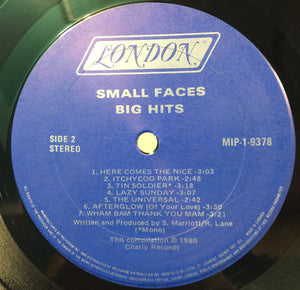 LONDON
SMALL FACES
BIG HITS
SIDE 2
STEREO
MIP-1-9378
1- HERE COMES THE NICE -3:03
2- ITCHYCOO PARK -2:48
3- TIN SOLDIER* -3:18
4- LAZY SUNDAY -3:07
5- THE UNIVERSAL -2:42
6- AFTERGLOW (Of Your Love) -3:30
7- WHAM BAM THANK YOU MAM -3:21
Written and Produced by S. Marriott/R. Lane
*Mono)
This compilation ℗ 1980
Charly Records